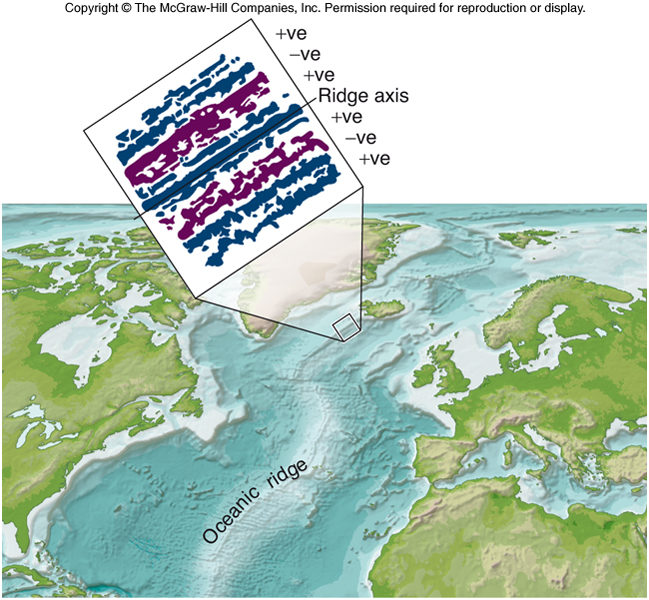 Copyright © The McGraw-Hill Companies, Inc. Permission required for reproduction or display.
+ve
–ve
+ve
Ridge axis
+ve
–ve
+ve
Oceanic ridge